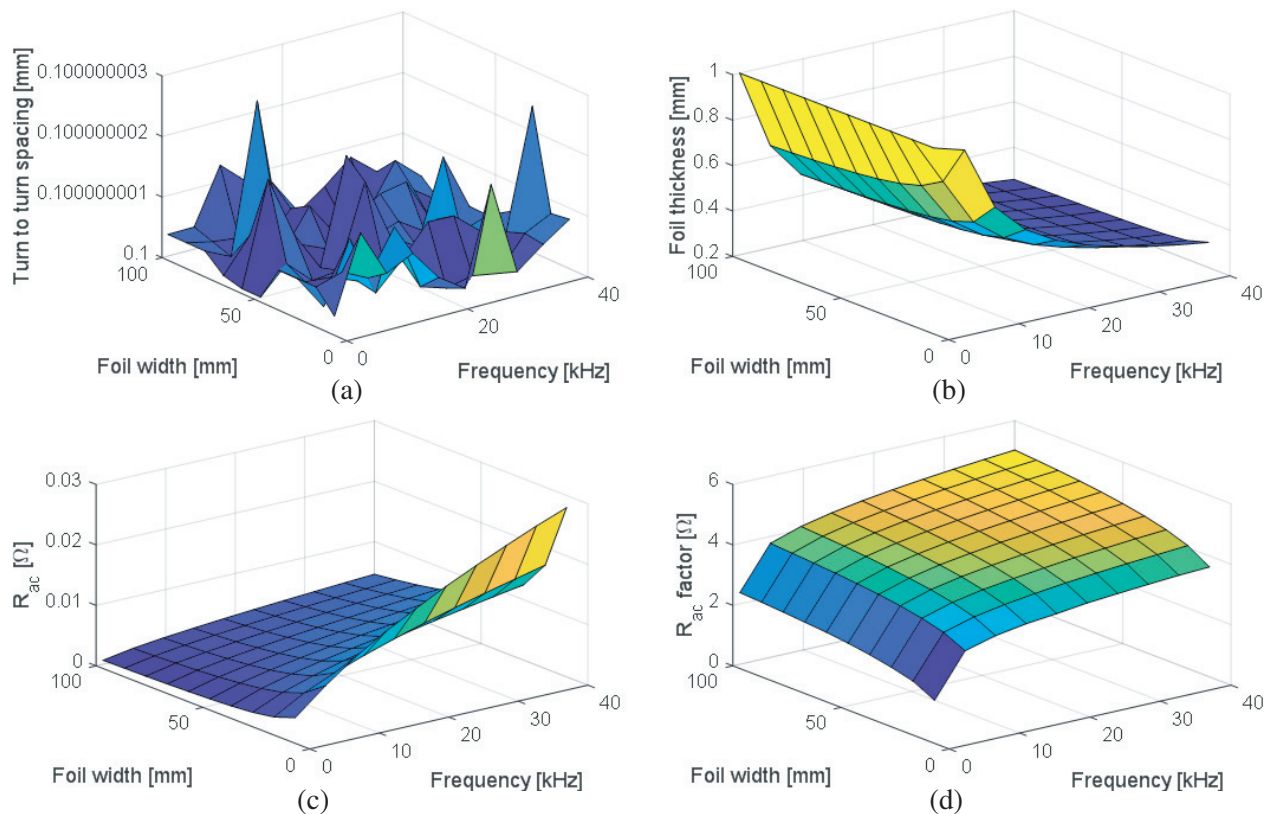 Turn to turn spacing [mm]
0.100000003
0.100000002
0.100000001
0.1
100
50
0
0
20
40
Foil width [mm]
Frequency [kHz]
(a)
Foil thickness [mm]
1
0.8
0.6
0.4
0.2
100
50
0
0
10
20
30
40
Foil width [mm]
Frequency [kHz]
(b)
Rac [Ω]
0.03
0.02
0.01
0
100
50
0
0
10
20
30
40
Foil width [mm]
Frequency [kHz]
(c)
Rac factor [Ω]
6
4
2
0
100
50
0
0
10
20
30
40
Foil width [mm]
Frequency [kHz]
(d)